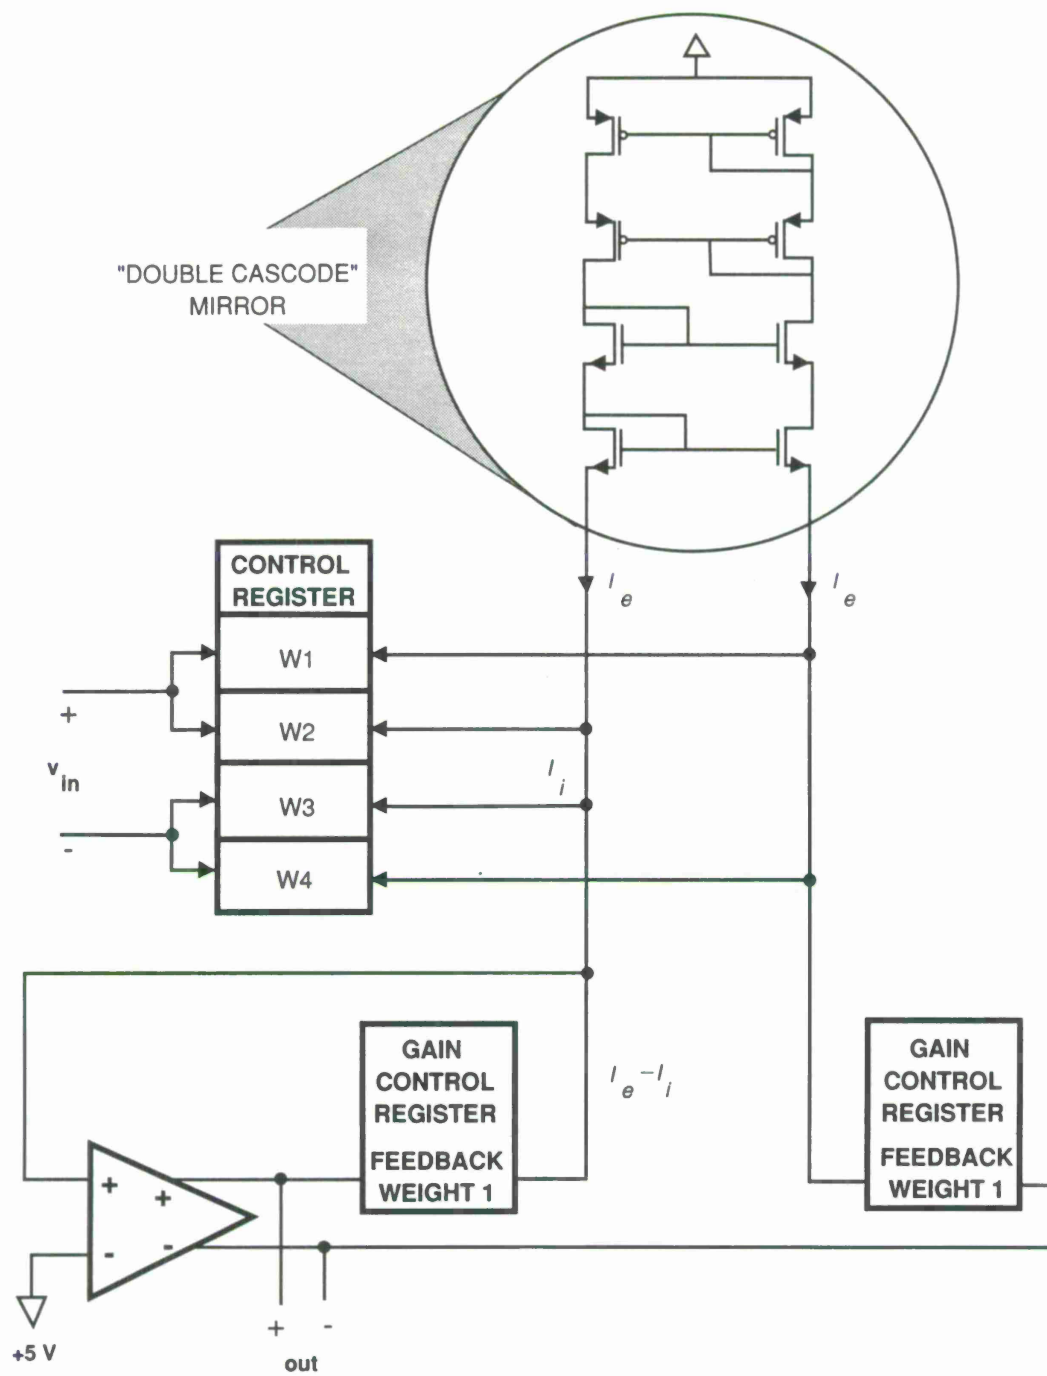 "DOUBLE CASCODE"
MIRROR
I e
I e
CONTROL
REGISTER
W1
W2
W3
W4
+
v in
-
I i
I e - I i
GAIN
CONTROL
REGISTER
FEEDBACK
WEIGHT 1
GAIN
CONTROL
REGISTER
FEEDBACK
WEIGHT 1
+
+
-
-
+5 V
+
-
out